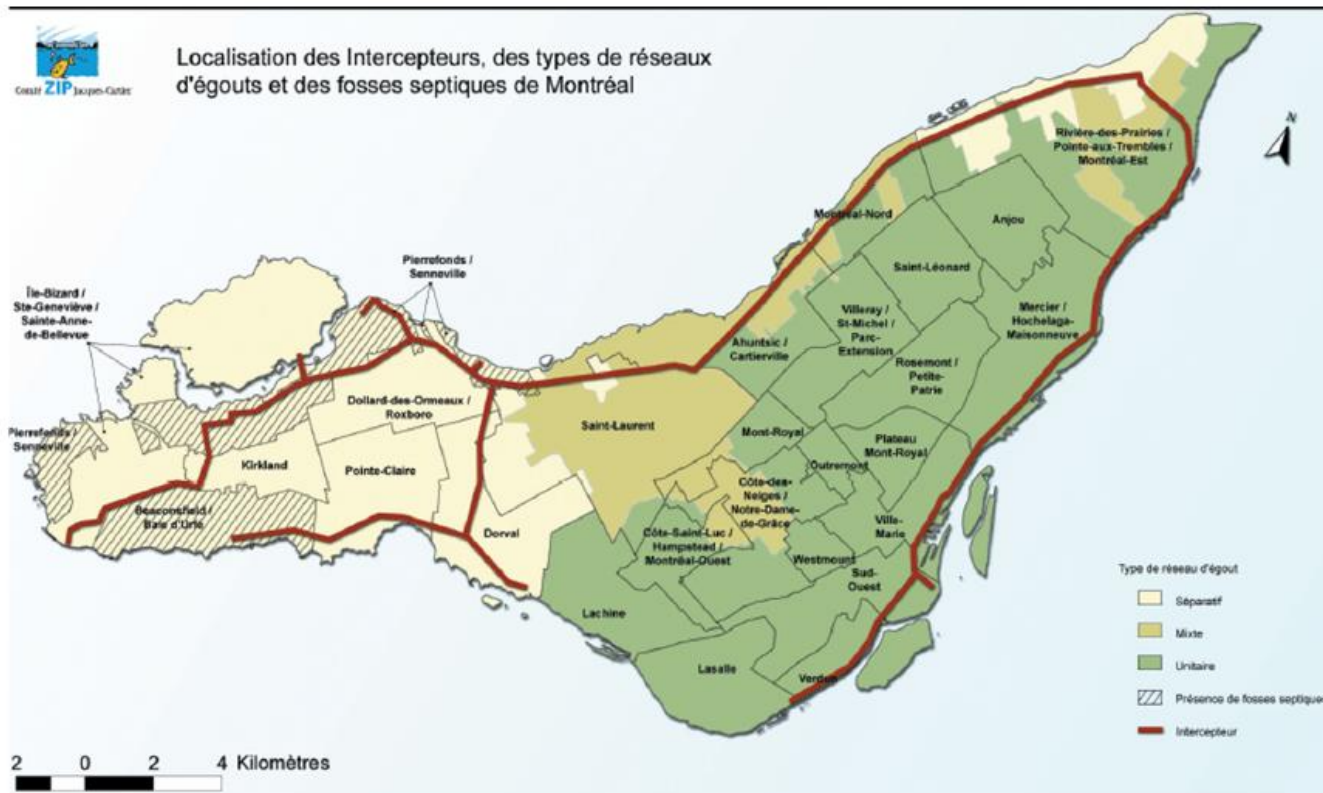 Comité ZIP Jacques-Cartier
Localisation des Intercepteurs, des types de réseaux
d'égouts et des fosses septiques de Montréal
N
Rivière-des-Prairies /
Pointe-aux-Trembles /
Montréal-Est
Montréal-Nord
Anjou
Saint-Léonard
Pierrefonds /
Senneville
Île-Bizard /
Ste-Geneviève /
Sainte-Anne-
de-Bellevue
Villeray /
St-Michel /
Parc-
Extension
Mercier /
Hochelaga-
Maisonneuve
Ahuntsic /
Cartierville
Rosemont /
Petite-
Patrie
Dollard-des-Ormeaux /
Roxboro
Saint-Laurent
Mont-Royal
Plateau
Mont-Royal
Pierrefonds /
Senneville
Kirkland
Pointe-Claire
Outremont
Côte-des-
Neiges /
Notre-Dame-
de-Grâce
Beaconsfield /
Baie d'Urfé
Dorval
Ville-
Marie
Côte-Saint-Luc /
Hampstead /
Montréal-Ouest
Westmount
Sud-
Ouest
Lachine
Lasalle
Verdun
Type de réseau d'égout
Séparatif
Mixte
Unitaire
Présence de fosses septiques
Intercepteur
2 0 2 4 Kilomètres